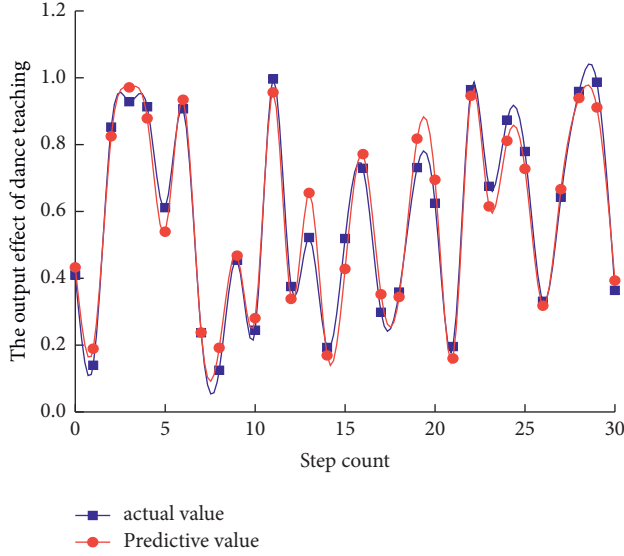 The output effect of dance teaching
1.2
1.0
0.8
0.6
0.4
0.2
0.0
0 5 10 15 20 25 30
Step count
actual value
Predictive value